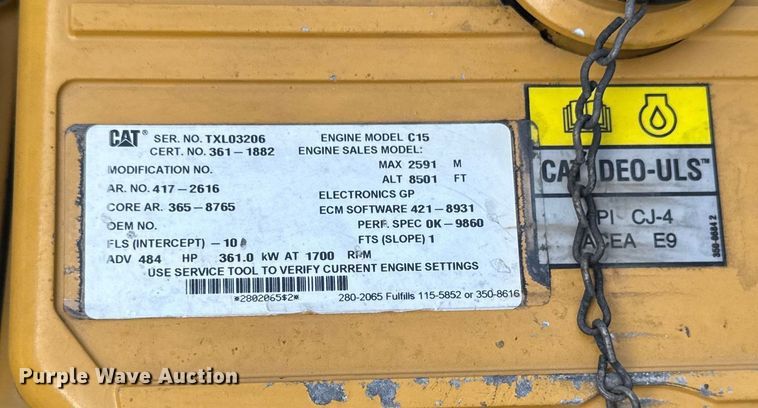 CAT® SER. NO. TXL03206 ENGINE MODEL C15
CERT. NO. 361-1882 ENGINE SALES MODEL:
MODIFICATION NO. MAX 2591 M
ALT 8501 FT
AR. NO. 417-2616 ELECTRONICS GP
CORE AR. 365-8765 ECM SOFTWARE 421-8931
OEM NO. PERF. SPEC 0K-9860
FLS (INTERCEPT) -10 FTS (SLOPE) 1
ADV 484 HP 361.0 kW AT 1700 RPM
USE SERVICE TOOL TO VERIFY CURRENT ENGINE SETTINGS
*2802065$2* 280-2065 Fulfills 115-5852 or 350-8616
CAT DEO-ULS™
API CJ-4
ACEA E9
Purple Wave Auction